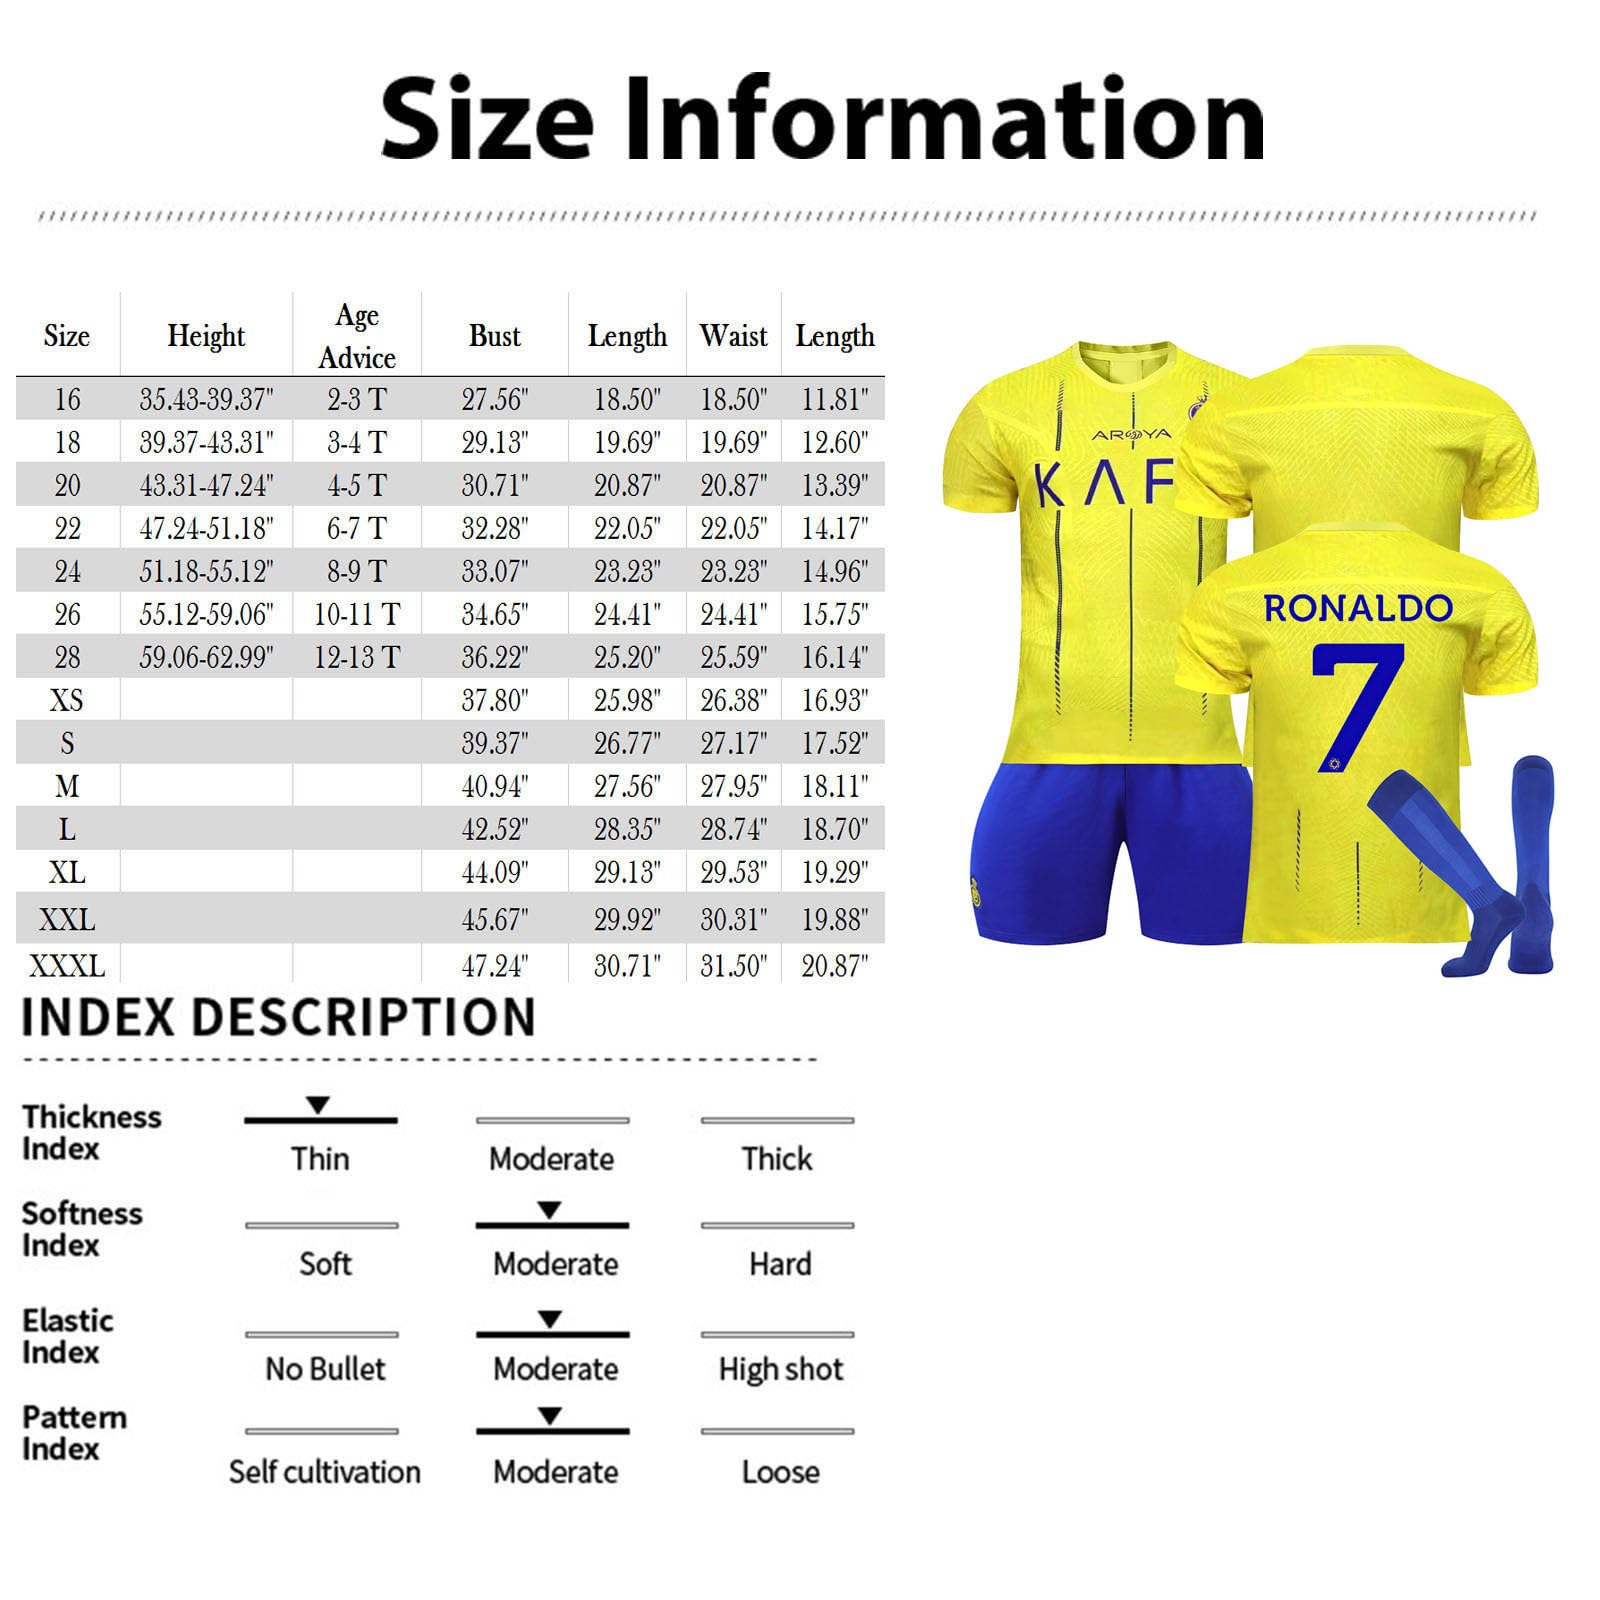 Size Information
Size Height Age Advice Bust Length Waist Length
16 35.43-39.37" 2-3 T 27.56" 18.50" 18.50" 11.81"
18 39.37-43.31" 3-4 T 29.13" 19.69" 19.69" 12.60"
20 43.31-47.24" 4-5 T 30.71" 20.87" 20.87" 13.39"
22 47.24-51.18" 6-7 T 32.28" 22.05" 22.05" 14.17"
24 51.18-55.12" 8-9 T 33.07" 23.23" 23.23" 14.96"
26 55.12-59.06" 10-11 T 34.65" 24.41" 24.41" 15.75"
28 59.06-62.99" 12-13 T 36.22" 25.20" 25.59" 16.14"
XS 37.80" 25.98" 26.38" 16.93"
S 39.37" 26.77" 27.17" 17.52"
M 40.94" 27.56" 27.95" 18.11"
L 42.52" 28.35" 28.74" 18.70"
XL 44.09" 29.13" 29.53" 19.29"
XXL 45.67" 29.92" 30.31" 19.88"
XXXL 47.24" 30.71" 31.50" 20.87"
AROYA
KAF
RONALDO
7
INDEX DESCRIPTION
Thickness Index
Thin Moderate Thick
Softness Index
Soft Moderate Hard
Elastic Index
No Bullet Moderate High shot
Pattern Index
Self cultivation Moderate Loose